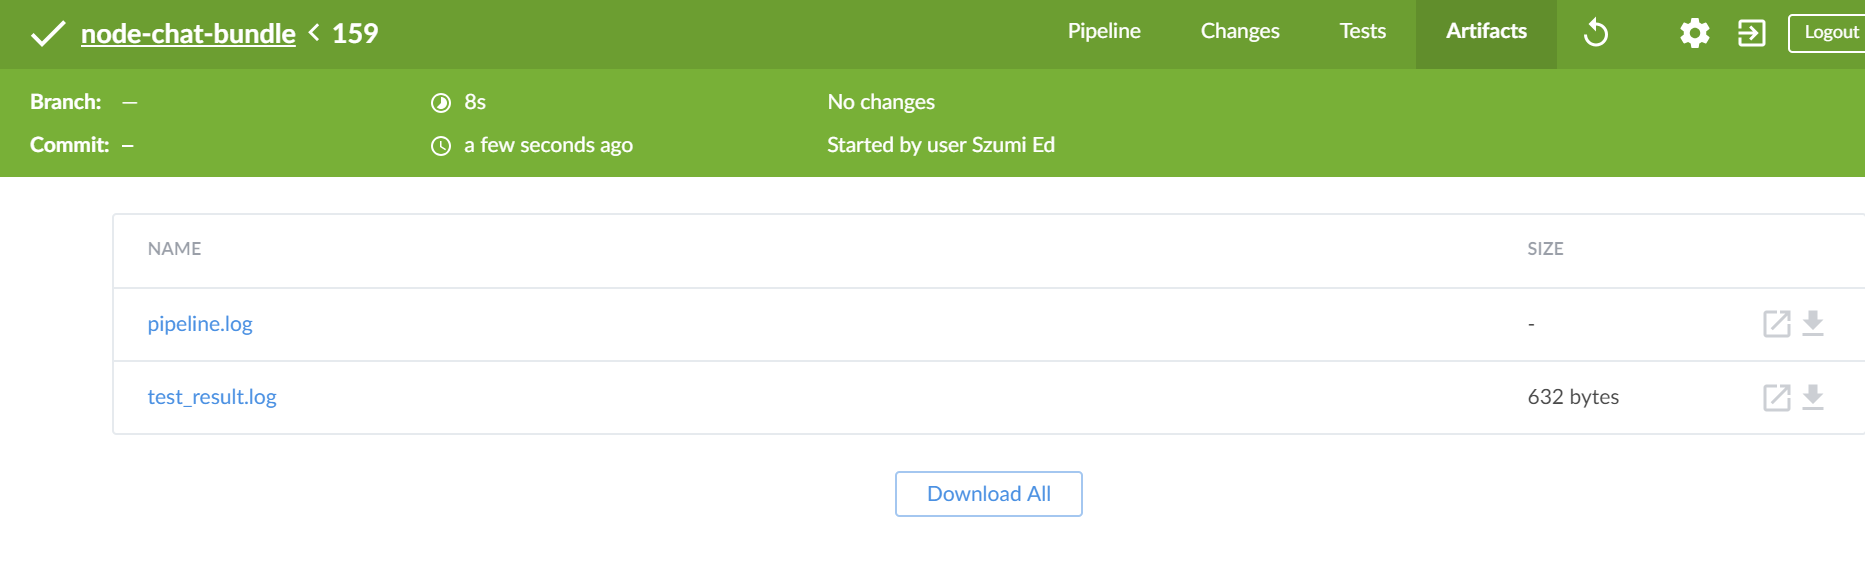 node-chat-bundle < 159
Pipeline Changes Tests Artifacts Logout
Branch: — 8s No changes
Commit: – a few seconds ago Started by user Szumi Ed
NAME SIZE
pipeline.log -
test_result.log 632 bytes
Download All